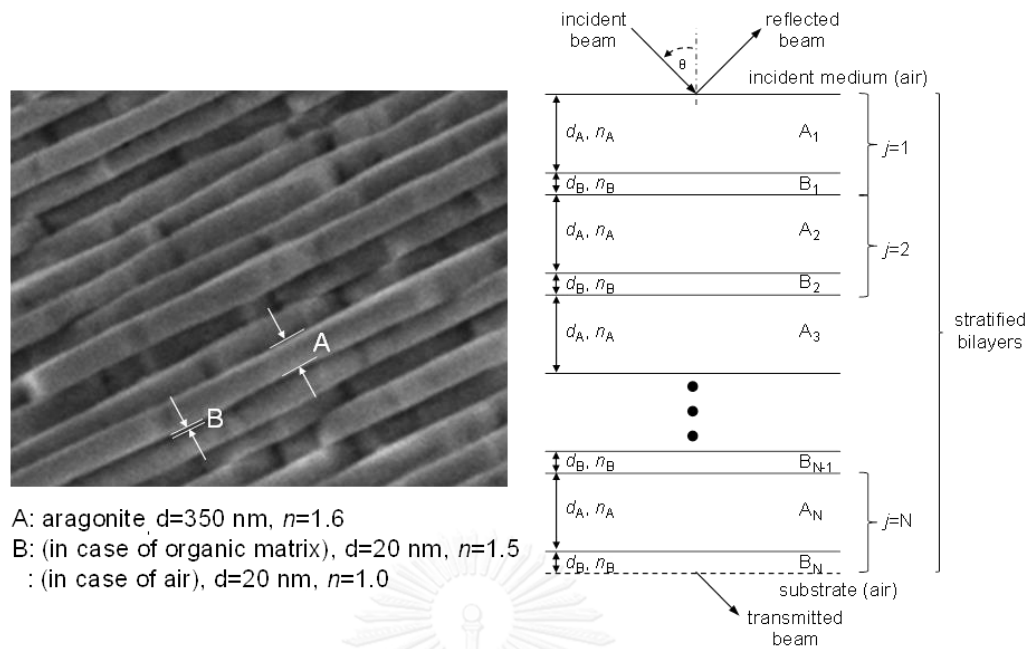 incident
beam
reflected
beam
θ
incident medium (air)
d_A, n_A
A_1
j=1
d_B, n_B
B_1
d_A, n_A
A_2
j=2
d_B, n_B
B_2
d_A, n_A
A_3
stratified
bilayers
A
B
d_B, n_B
B_N-1
d_A, n_A
A_N
j=N
d_B, n_B
B_N
substrate (air)
transmitted
beam
A: aragonite, d=350 nm, n=1.6
B: (in case of organic matrix), d=20 nm, n=1.5
: (in case of air), d=20 nm, n=1.0